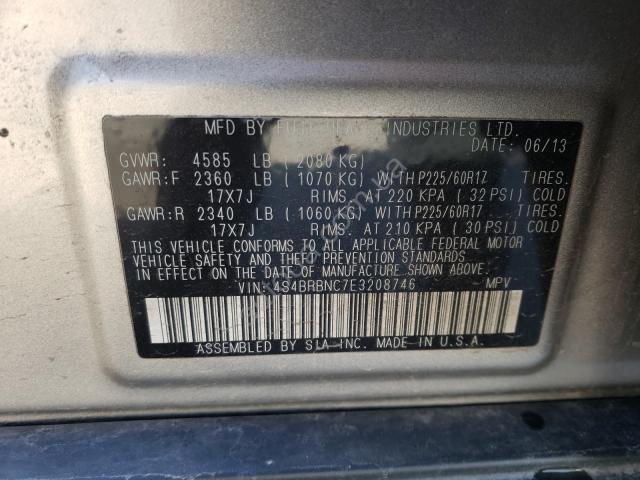 MFD BY FUJI INDUSTRIES LTD.
DATE: 06/13
GVWR: 4585 LB (2080 KG)
GAWR:F 2360 LB (1070 KG) WITH P225/60R17 TIRES.
17X7J RIMS. AT 220 KPA (32 PSI) COLD
GAWR:R 2340 LB (1060 KG) WITH P225/60R17 TIRES.
17X7J RIMS. AT 210 KPA (30 PSI) COLD
THIS VEHICLE CONFORMS TO ALL APPLICABLE FEDERAL MOTOR
VEHICLE SAFETY AND THEFT PREVENTION STANDARDS IN
EFFECT ON THE DATE OF MANUFACTURE SHOWN ABOVE.
VIN: 4S4BRBNC7E3208746 MPV
ASSEMBLED BY SIA-INC. MADE IN U.S.A.